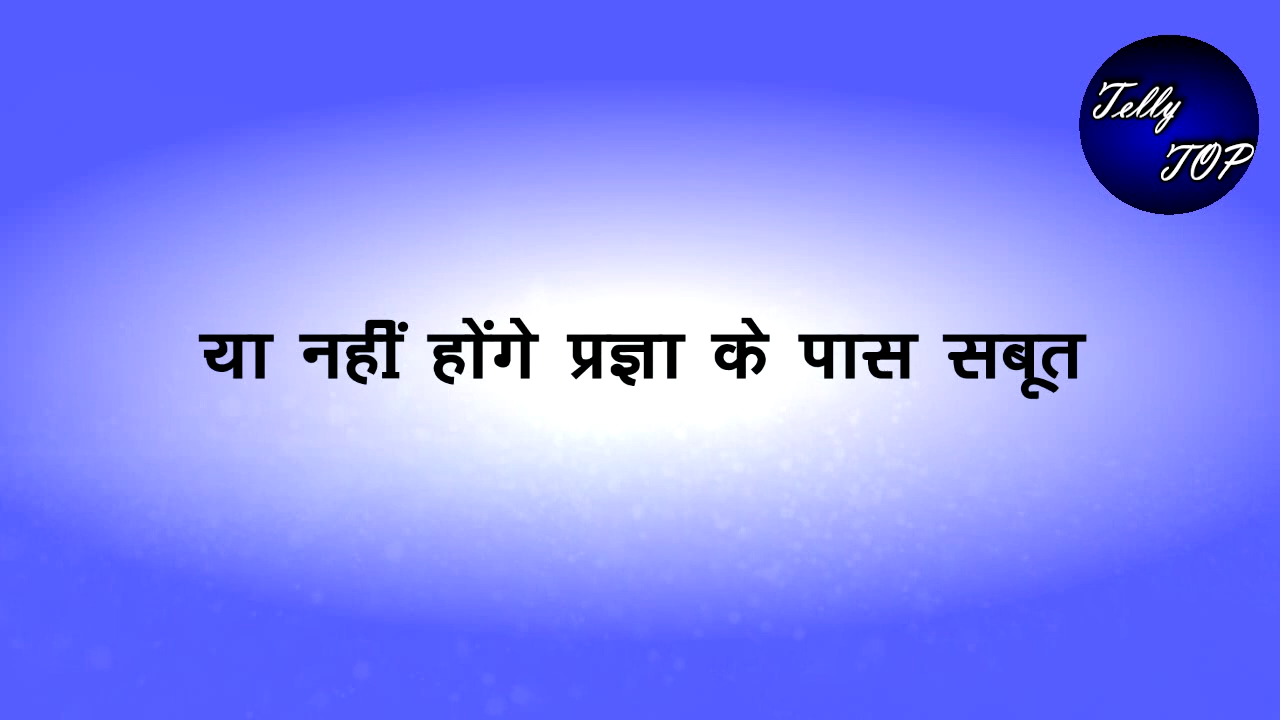 Telly
TOP
या नहीं होंगे प्रज्ञा के पास सबूत